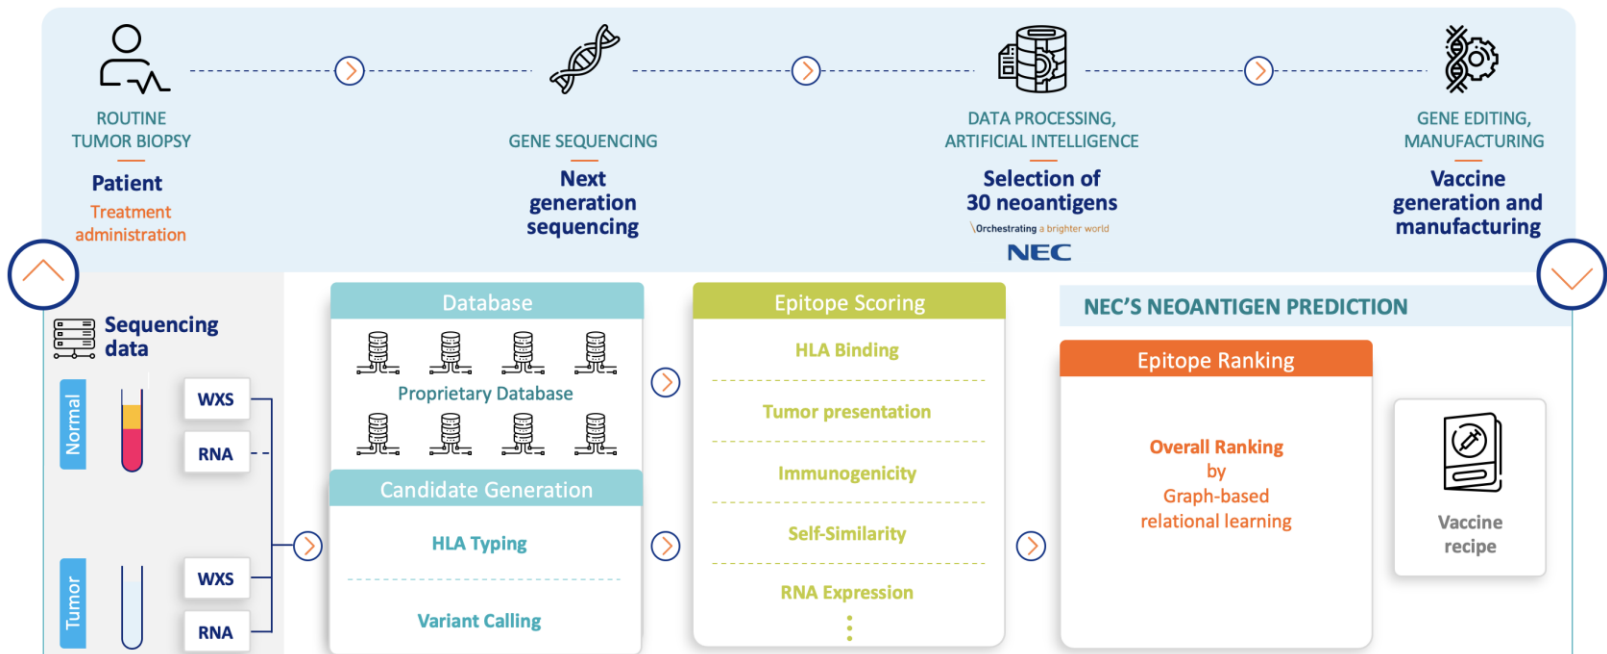 ROUTINE
TUMOR BIOPSY
Patient
Treatment
administration
GENE SEQUENCING
Next
generation
sequencing
DATA PROCESSING,
ARTIFICIAL INTELLIGENCE
Selection of
30 neoantigens
\Orchestrating a brighter world
NEC
GENE EDITING,
MANUFACTURING
Vaccine
generation and
manufacturing
Sequencing
data
Normal
WXS
RNA
Tumor
WXS
RNA
Database
Proprietary Database
Candidate Generation
HLA Typing
Variant Calling
Epitope Scoring
HLA Binding
Tumor presentation
Immunogenicity
Self-Similarity
RNA Expression
NEC'S NEOANTIGEN PREDICTION
Epitope Ranking
Overall Ranking
by
Graph-based
relational learning
Vaccine
recipe